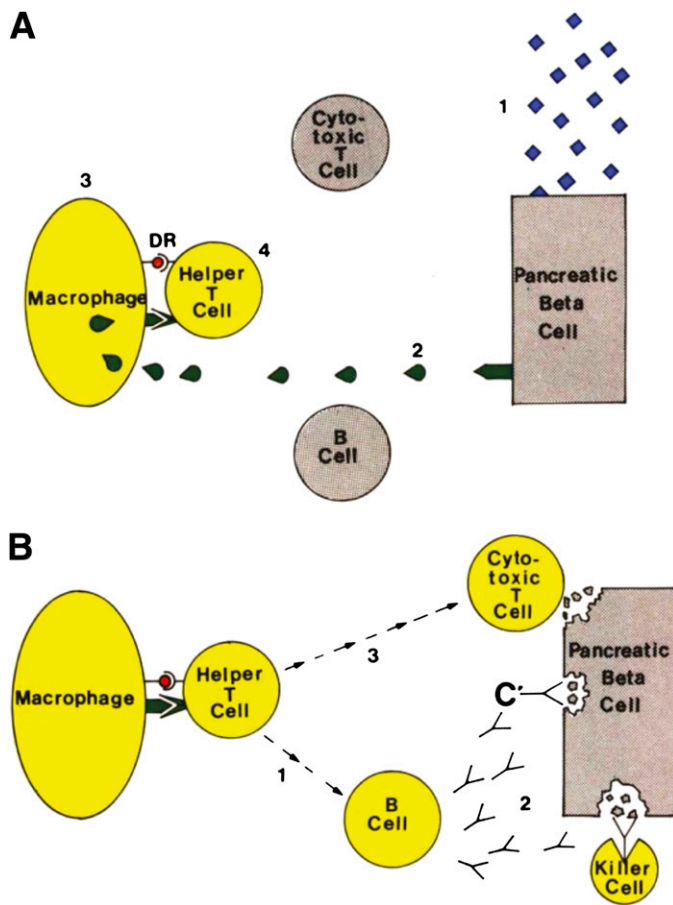 A
1
Cyto-
toxic
T
Cell
3
DR
4
Helper
T
Cell
Macrophage
Pancreatic
Beta
Cell
2
B
Cell
B
Cyto-
toxic
T
Cell
3
Helper
T
Cell
Macrophage
Pancreatic
Beta
Cell
C'
1
2
B
Cell
Killer
Cell